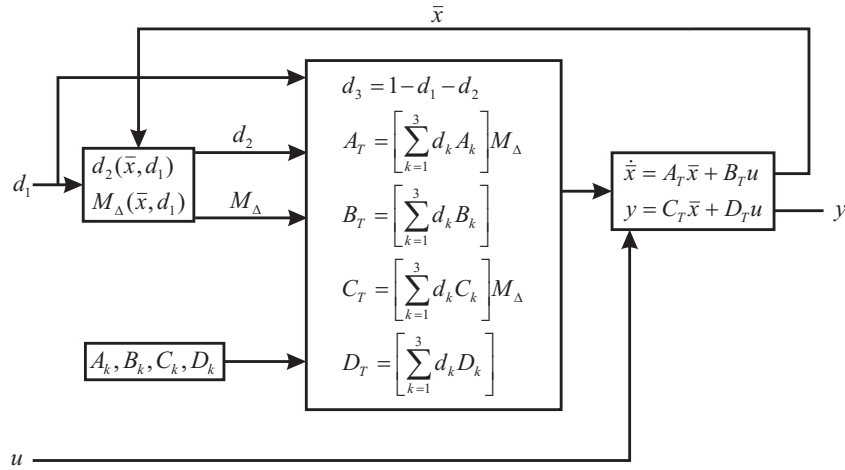 x̄
d₃ = 1 − d₁ − d₂
d₂
A_T = [∑_{k=1}^{3} d_k A_k] M_Δ
d₁
d₂(x̄, d₁)
M_Δ(x̄, d₁)
M_Δ
B_T = [∑_{k=1}^{3} d_k B_k]
ẋ̄ = A_T x̄ + B_T u
y = C_T x̄ + D_T u
y
C_T = [∑_{k=1}^{3} d_k C_k] M_Δ
A_k, B_k, C_k, D_k
D_T = [∑_{k=1}^{3} d_k D_k]
u